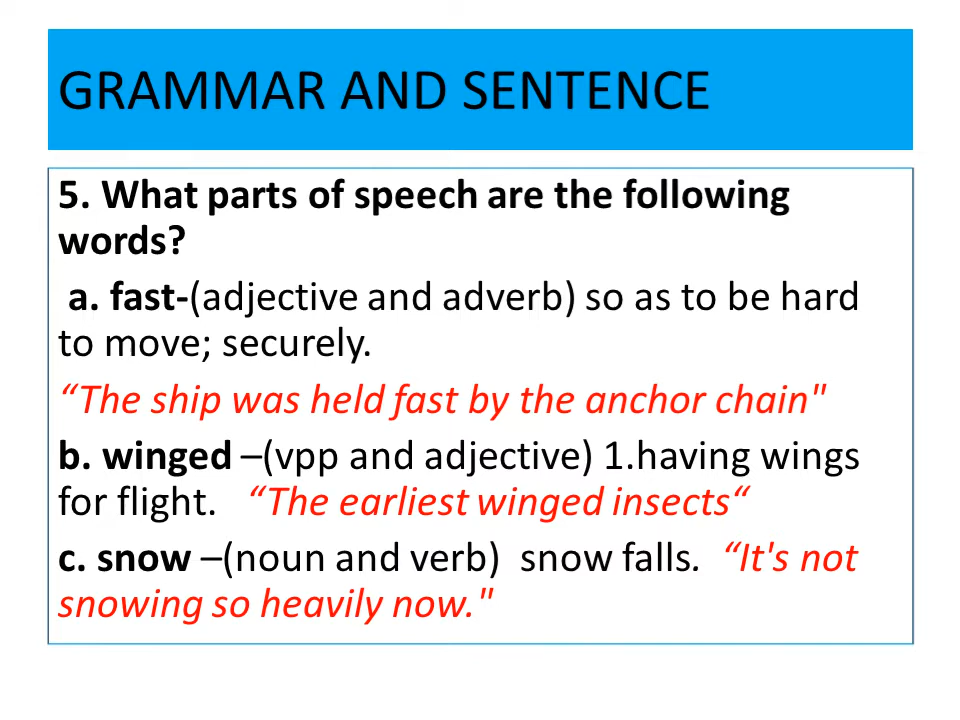 GRAMMAR AND SENTENCE
5. What parts of speech are the following
words?
a. fast-(adjective and adverb) so as to be hard
to move; securely.
“The ship was held fast by the anchor chain"
b. winged –(vpp and adjective) 1.having wings
for flight.   “The earliest winged insects“
c. snow –(noun and verb)  snow falls.  “It's not
snowing so heavily now."